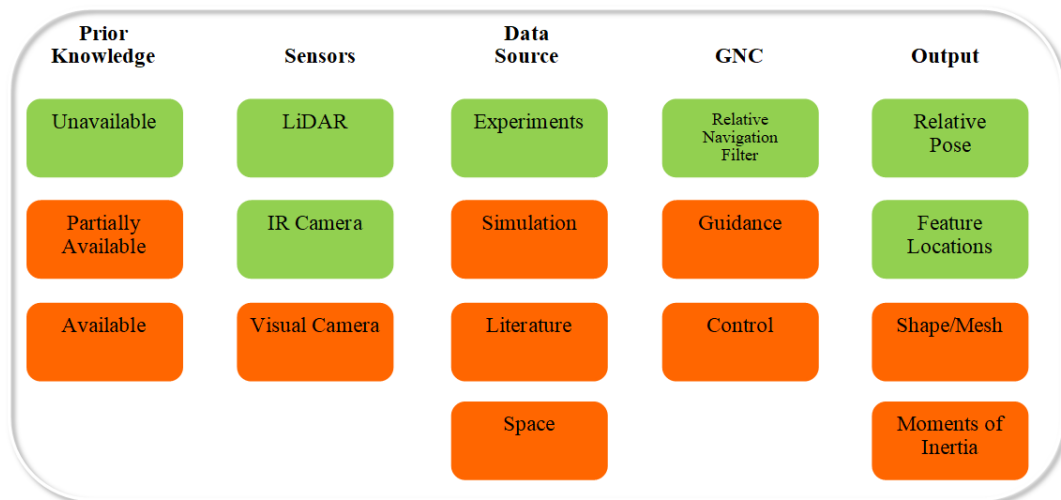 Prior
Knowledge
Sensors
Data
Source
GNC
Output
Unavailable
LiDAR
Experiments
Relative
Navigation
Filter
Relative
Pose
Partially
Available
IR Camera
Simulation
Guidance
Feature
Locations
Available
Visual Camera
Literature
Control
Shape/Mesh
Space
Moments of
Inertia